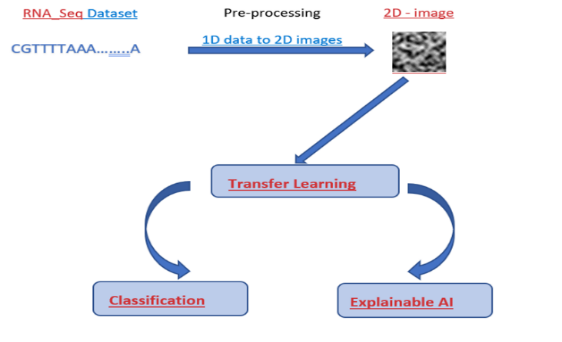 RNA_Seq Dataset
Pre-processing
2D - image
CGTTTTAAA........A
1D data to 2D images
Transfer Learning
Classification
Explainable AI